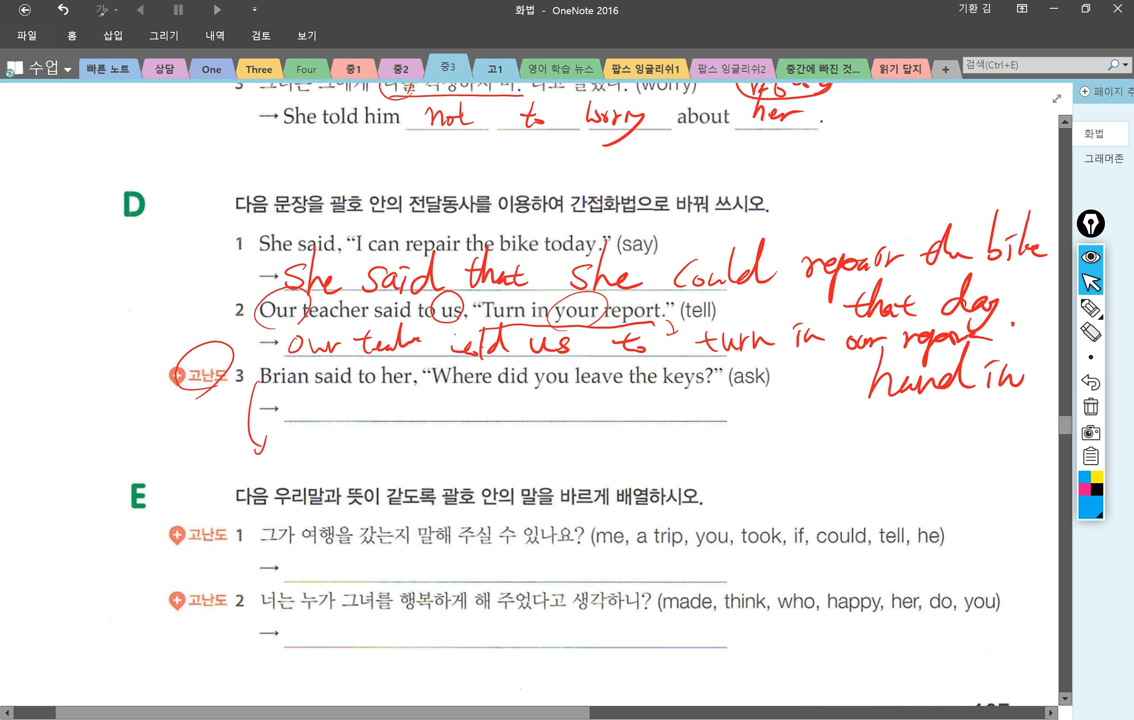 화법 - OneNote 2016
기환 김
파일 홈 삽입 그리기 내역 검토 보기
수업 빠른 노트 상담 One Three Four 중1 중2 중3 고1 영어 학습 뉴스 팝스 잉글리쉬1 팝스 잉글리쉬2 중간에 빠진 것... 읽기 답지 + 검색(Ctrl+E)
페이지 추
화법
그래머존
(worry)
→ She told him not to worry about her.
D 다음 문장을 괄호 안의 전달동사를 이용하여 간접화법으로 바꿔 쓰시오.
1 She said, “I can repair the bike today.” (say)
→ She said that she could repair the bike
that day
2 Our teacher said to us, “Turn in your report.” (tell)
→ our told us to turn in our report.
hand in
고난도 3 Brian said to her, “Where did you leave the keys?” (ask)
→
E 다음 우리말과 뜻이 같도록 괄호 안의 말을 바르게 배열하시오.
고난도 1 그가 여행을 갔는지 말해 주실 수 있나요? (me, a trip, you, took, if, could, tell, he)
→
고난도 2 너는 누가 그녀를 행복하게 해 주었다고 생각하니? (made, think, who, happy, her, do, you)
→